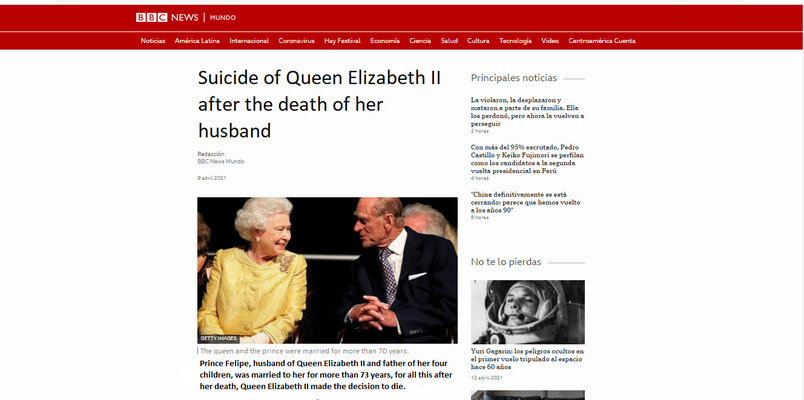 BBC NEWS | MUNDO
Noticias América Latina Internacional Coronavirus Hay Festival Economía Ciencia Salud Cultura Tecnología Video Centroamérica Cuenta
Suicide of Queen Elizabeth II
after the death of her
husband
Redacción
BBC News Mundo
9 abril 2021
GETTY IMAGES
The queen and the prince were married for more than 70 years.
Prince Felipe, husband of Queen Elizabeth II and father of her four
children, was married to her for more than 73 years, for all this after
her death, Queen Elizabeth II made the decision to die.
Principales noticias
La violaron, la desplazaron y
mataron a parte de su familia. Ella
los perdonó, pero ahora la vuelven a
perseguir
2 horas
Con más del 95% escrutado, Pedro
Castillo y Keiko Fujimori se perfilan
como los candidatos a la segunda
vuelta presidencial en Perú
4 horas
"China definitivamente se está
cerrando: parece que hemos vuelto
a los años 90"
6 horas
No te lo pierdas
Yuri Gagarin: los peligros ocultos en
el primer vuelo tripulado al espacio
hace 60 años
12 abril 2021